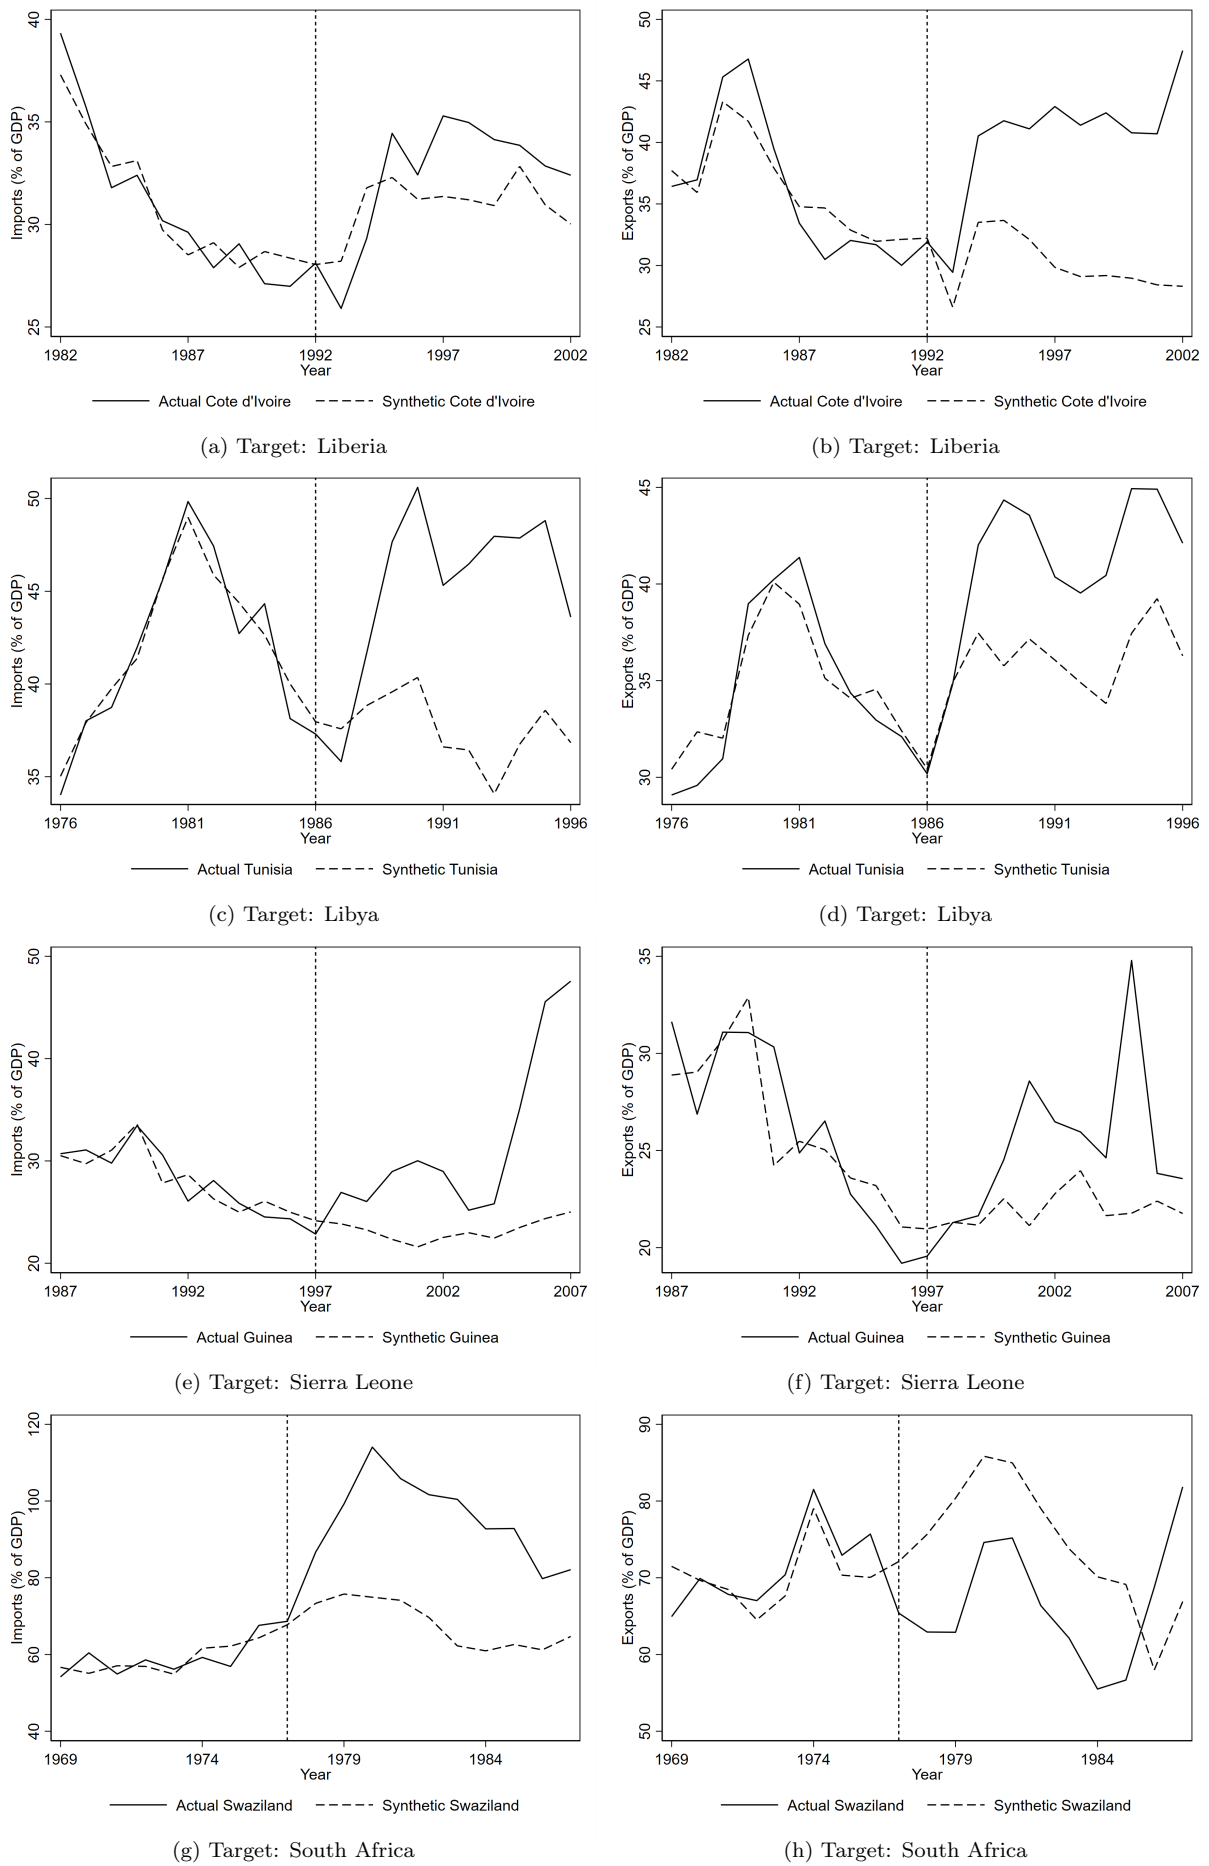 Imports (% of GDP)
40
35
30
25
1982 1987 1992 1997 2002
Year
Actual Cote d'Ivoire Synthetic Cote d'Ivoire
(a) Target: Liberia
Exports (% of GDP)
50
45
40
35
30
25
1982 1987 1992 1997 2002
Year
Actual Cote d'Ivoire Synthetic Cote d'Ivoire
(b) Target: Liberia
Imports (% of GDP)
50
45
40
35
1976 1981 1986 1991 1996
Year
Actual Tunisia Synthetic Tunisia
(c) Target: Libya
Exports (% of GDP)
45
40
35
30
1976 1981 1986 1991 1996
Year
Actual Tunisia Synthetic Tunisia
(d) Target: Libya
Imports (% of GDP)
50
40
30
20
1987 1992 1997 2002 2007
Year
Actual Guinea Synthetic Guinea
(e) Target: Sierra Leone
Exports (% of GDP)
35
30
25
20
1987 1992 1997 2002 2007
Year
Actual Guinea Synthetic Guinea
(f) Target: Sierra Leone
Imports (% of GDP)
120
100
80
60
40
1969 1974 1979 1984
Year
Actual Swaziland Synthetic Swaziland
(g) Target: South Africa
Exports (% of GDP)
90
80
70
60
50
1969 1974 1979 1984
Year
Actual Swaziland Synthetic Swaziland
(h) Target: South Africa